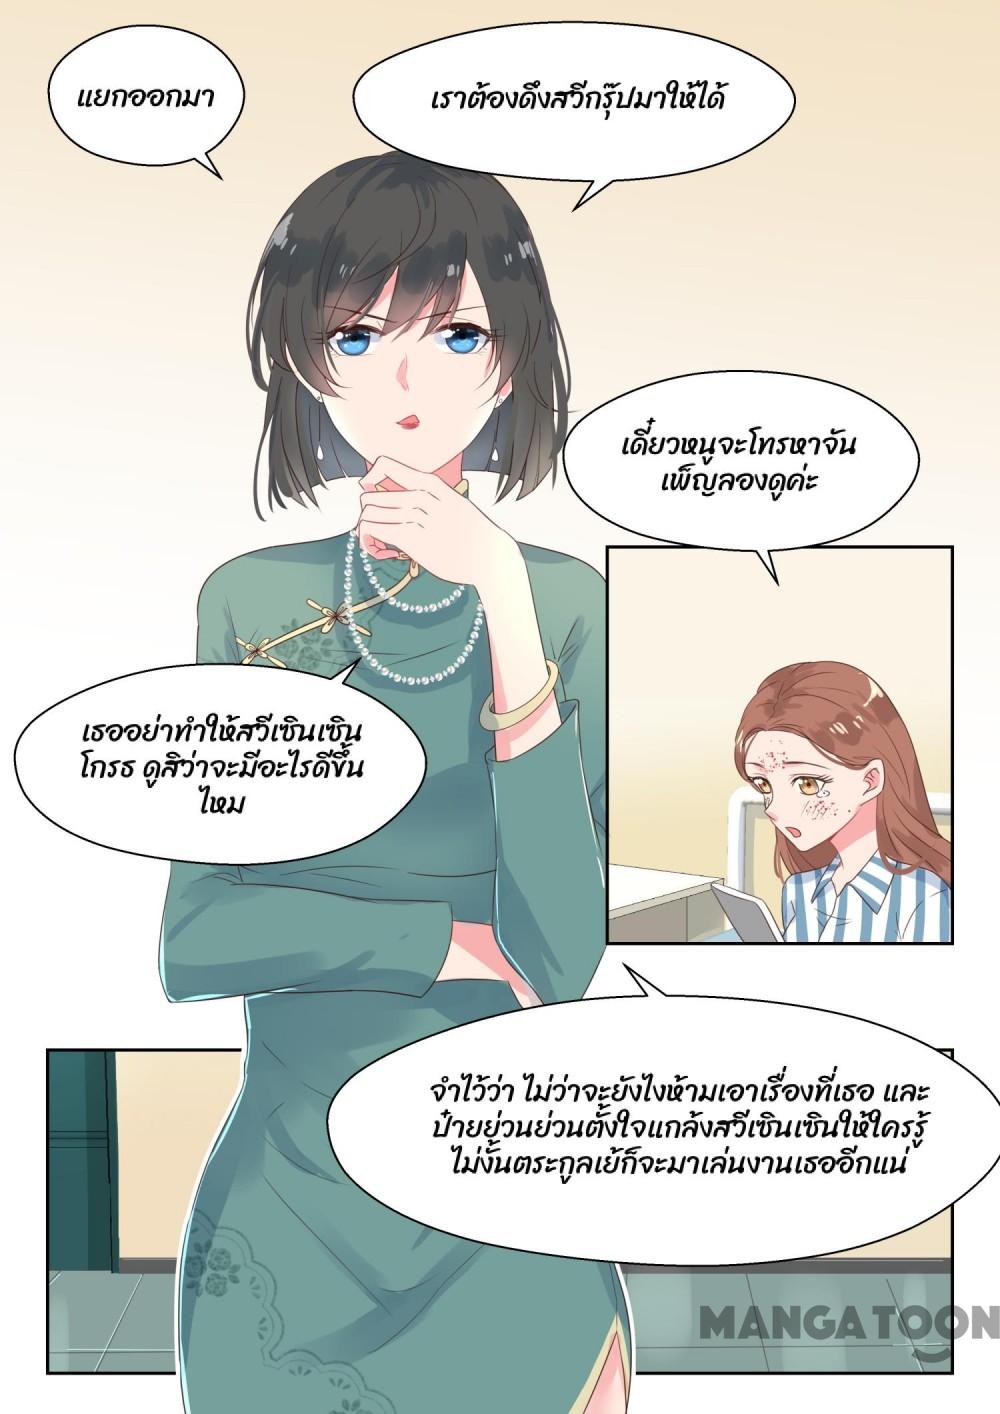 แยกออกมา
เราต้องดึงสวีกรุ๊ปมาให้ได้
เดี๋ยวหนูจะโทรหาจัน
เพ็ญลองดูค่ะ
เธออย่าทำให้สวีเซินเซิน
โกรธ ดูสิว่าจะมีอะไรดีขึ้น
ไหม
จำไว้ว่า ไม่ว่าจะยังไงห้ามเอาเรื่องที่เธอ และ
ป๋ายย่วนย่วนตั้งใจแกล้งสวีเซินเซินให้ใครรู้
ไม่งั้นตระกูลเย้ก็จะมาเล่นงานเธออีกแน่
MANGATOON